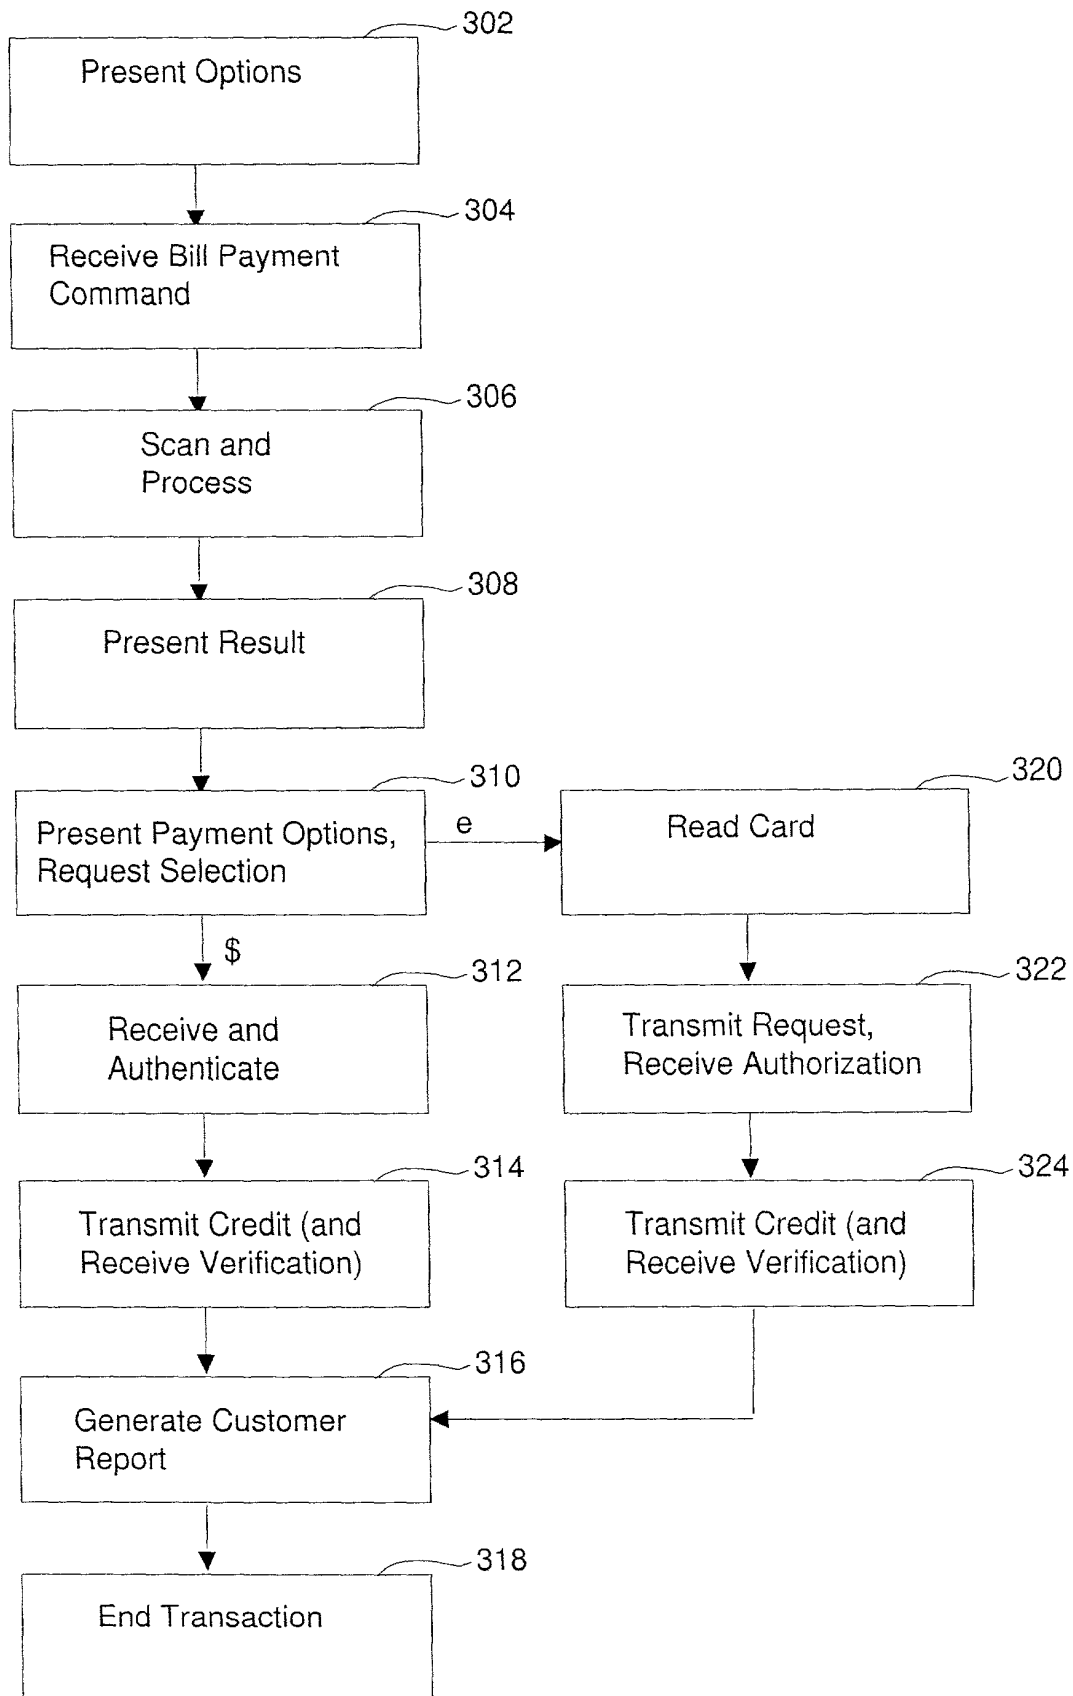 302
Present Options
304
Receive Bill Payment
Command
306
Scan and
Process
308
Present Result
310
Present Payment Options,
Request Selection
e
320
Read Card
$
312
Receive and
Authenticate
322
Transmit Request,
Receive Authorization
314
Transmit Credit (and
Receive Verification)
324
Transmit Credit (and
Receive Verification)
316
Generate Customer
Report
318
End Transaction